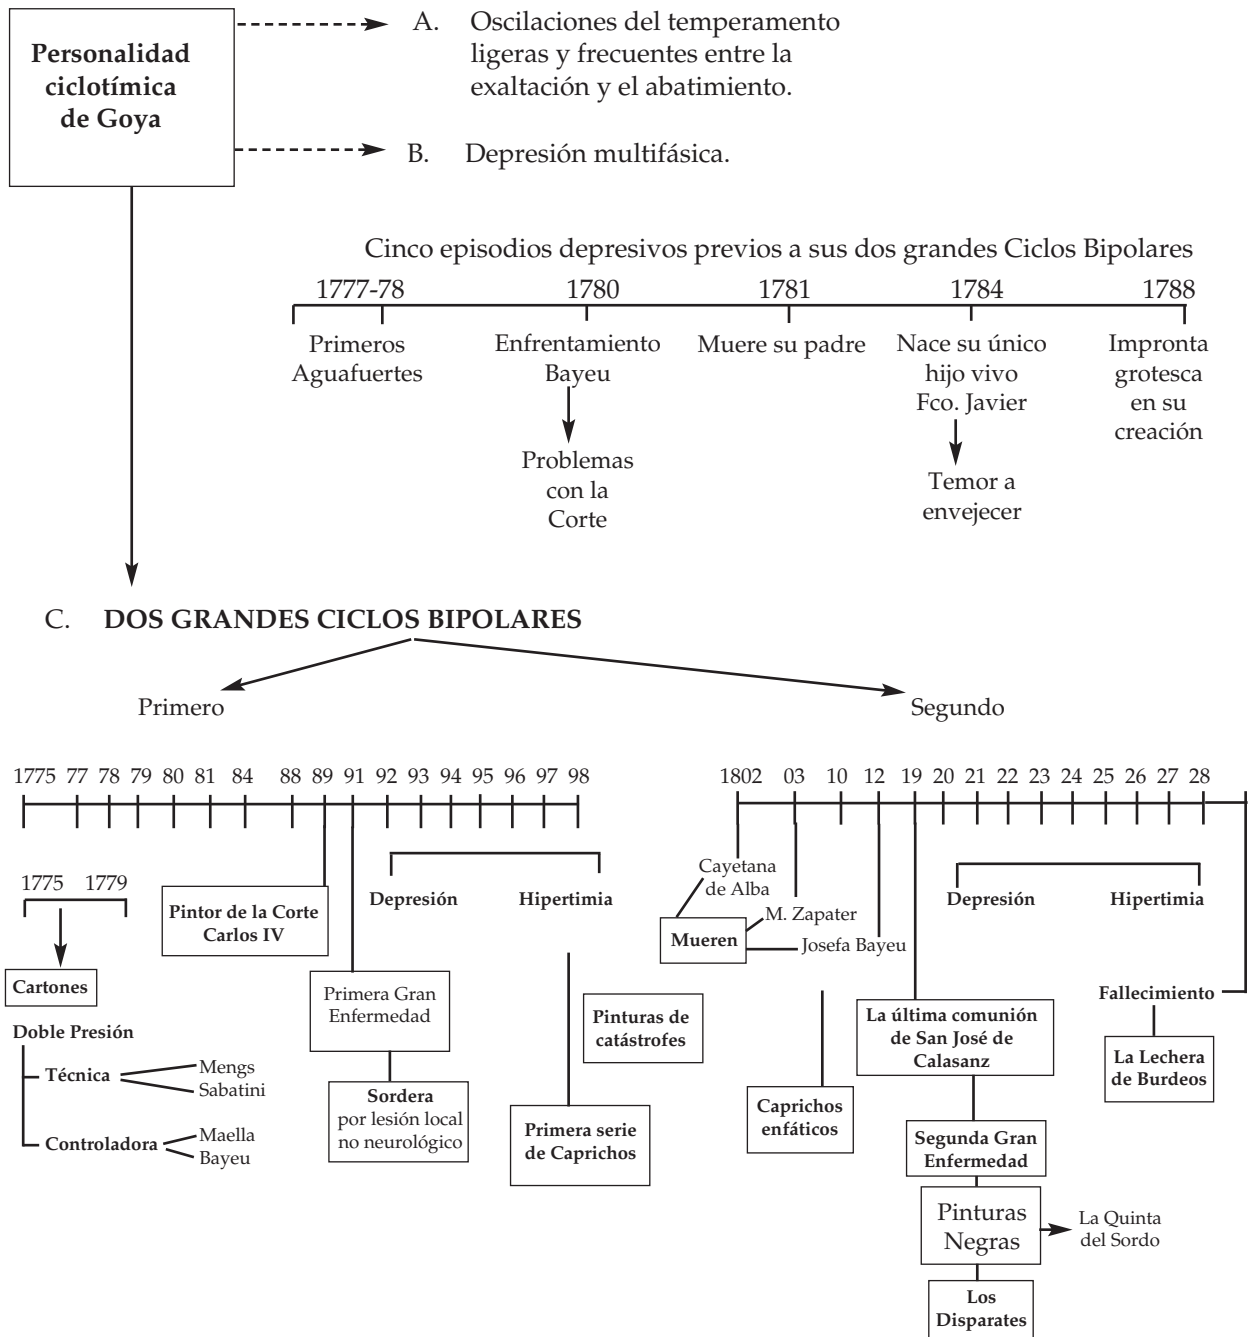 Personalidad
ciclotímica
de Goya
A. Oscilaciones del temperamento
ligeras y frecuentes entre la
exaltación y el abatimiento.
B. Depresión multifásica.
Cinco episodios depresivos previos a sus dos grandes Ciclos Bipolares
1777-78 1780 1781 1784 1788
Primeros
Aguafuertes
Enfrentamiento
Bayeu
Problemas
con la
Corte
Muere su padre
Nace su único
hijo vivo
Fco. Javier
Temor a
envejecer
Impronta
grotesca
en su
creación
C. DOS GRANDES CICLOS BIPOLARES
Primero
Segundo
1775 77 78 79 80 81 84 88 89 91 92 93 94 95 96 97 98
1775 1779
Cartones
Doble Presión
Técnica
Mengs
Sabatini
Controladora
Maella
Bayeu
Pintor de la Corte
Carlos IV
Primera Gran
Enfermedad
Sordera
por lesión local
no neurológico
Depresión
Hipertimia
Pinturas de
catástrofes
Primera serie
de Caprichos
1802 03 10 12 19 20 21 22 23 24 25 26 27 28
Cayetana
de Alba
M. Zapater
Mueren
Josefa Bayeu
Caprichos
enfáticos
La última comunión
de San José de
Calasanz
Segunda Gran
Enfermedad
Pinturas
Negras
La Quinta
del Sordo
Los
Disparates
Depresión
Hipertimia
Fallecimiento
La Lechera
de Burdeos